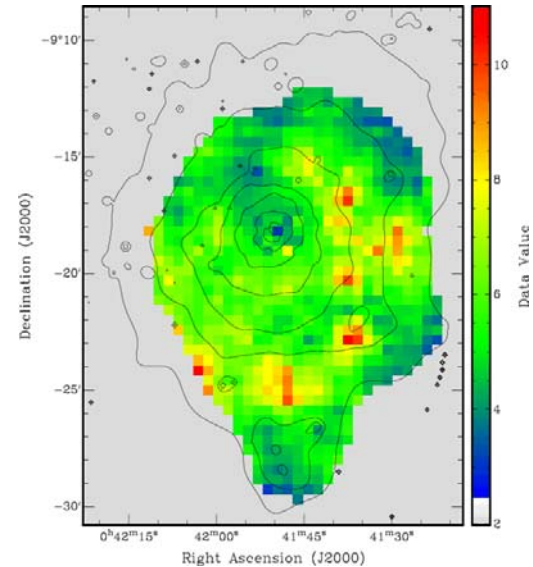 -9°10'
-15'
-20'
-25'
-30'
0ʰ42ᵐ15ˢ
42ᵐ00ˢ
41ᵐ45ˢ
41ᵐ30ˢ
Right Ascension (J2000)
Declination (J2000)
10
8
6
4
2
Data Value